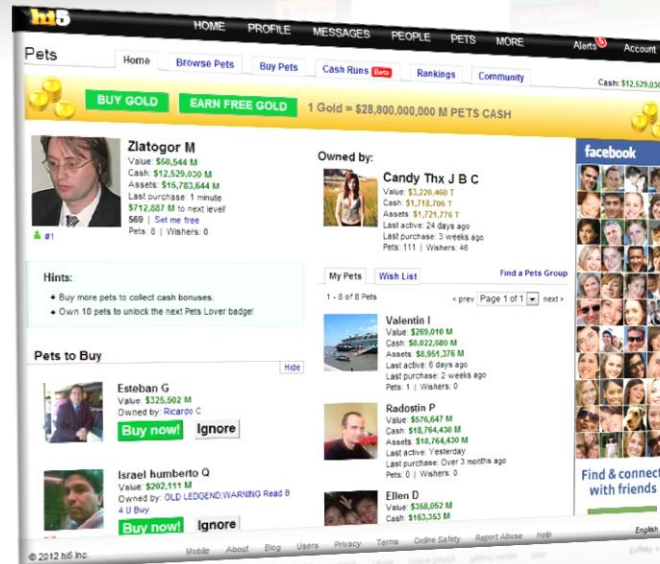 hi5
HOME PROFILE MESSAGES PEOPLE PETS MORE Alerts Account
Pets
Home Browse Pets Buy Pets Cash Runs Beta Rankings Community
Cash: $12,529,030
BUY GOLD EARN FREE GOLD 1 Gold = $28,800,000,000 M PETS CASH
Zlatogor M
Value: $58,544 M
Cash: $12,529,030 M
Assets: $15,783,644 M
Last purchase: 1 minute
$712,887 M to next level!
569 | Set me free
Pets: 8 | Wishers: 0
#1
Hints:
Buy more pets to collect cash bonuses.
Own 10 pets to unlock the next Pets Lover badge!
Pets to Buy
Hide
Esteban G
Value: $325,502 M
Owned by: Ricardo C
Buy now! Ignore
Israel humberto Q
Value: $202,111 M
Owned by: OLD LEDGEND:WARNING Read B
4 U Buy
Buy now! Ignore
Owned by:
Candy Thx J B C
Value: $3,220,460 T
Cash: $1,718,706 T
Assets: $1,721,776 T
Last active: 24 days ago
Last purchase: 3 weeks ago
Pets: 111 | Wishers: 46
My Pets Wish List Find a Pets Group
1 - 8 of 8 Pets < prev Page 1 of 1 next >
Valentin I
Value: $269,010 M
Cash: $8,022,680 M
Assets: $8,951,376 M
Last active: 6 days ago
Last purchase: 2 weeks ago
Pets: 1 | Wishers: 0
Radostin P
Value: $576,647 M
Cash: $18,764,430 M
Assets: $18,764,430 M
Last active: Yesterday
Last purchase: Over 3 months ago
Pets: 0 | Wishers: 0
Ellen D
Value: $358,052 M
Cash: $163,353 M
facebook
Find & connect
with friends
© 2012 hi5 Inc. Mobile About Blog Users Privacy Terms Online Safety Report Abuse Help English